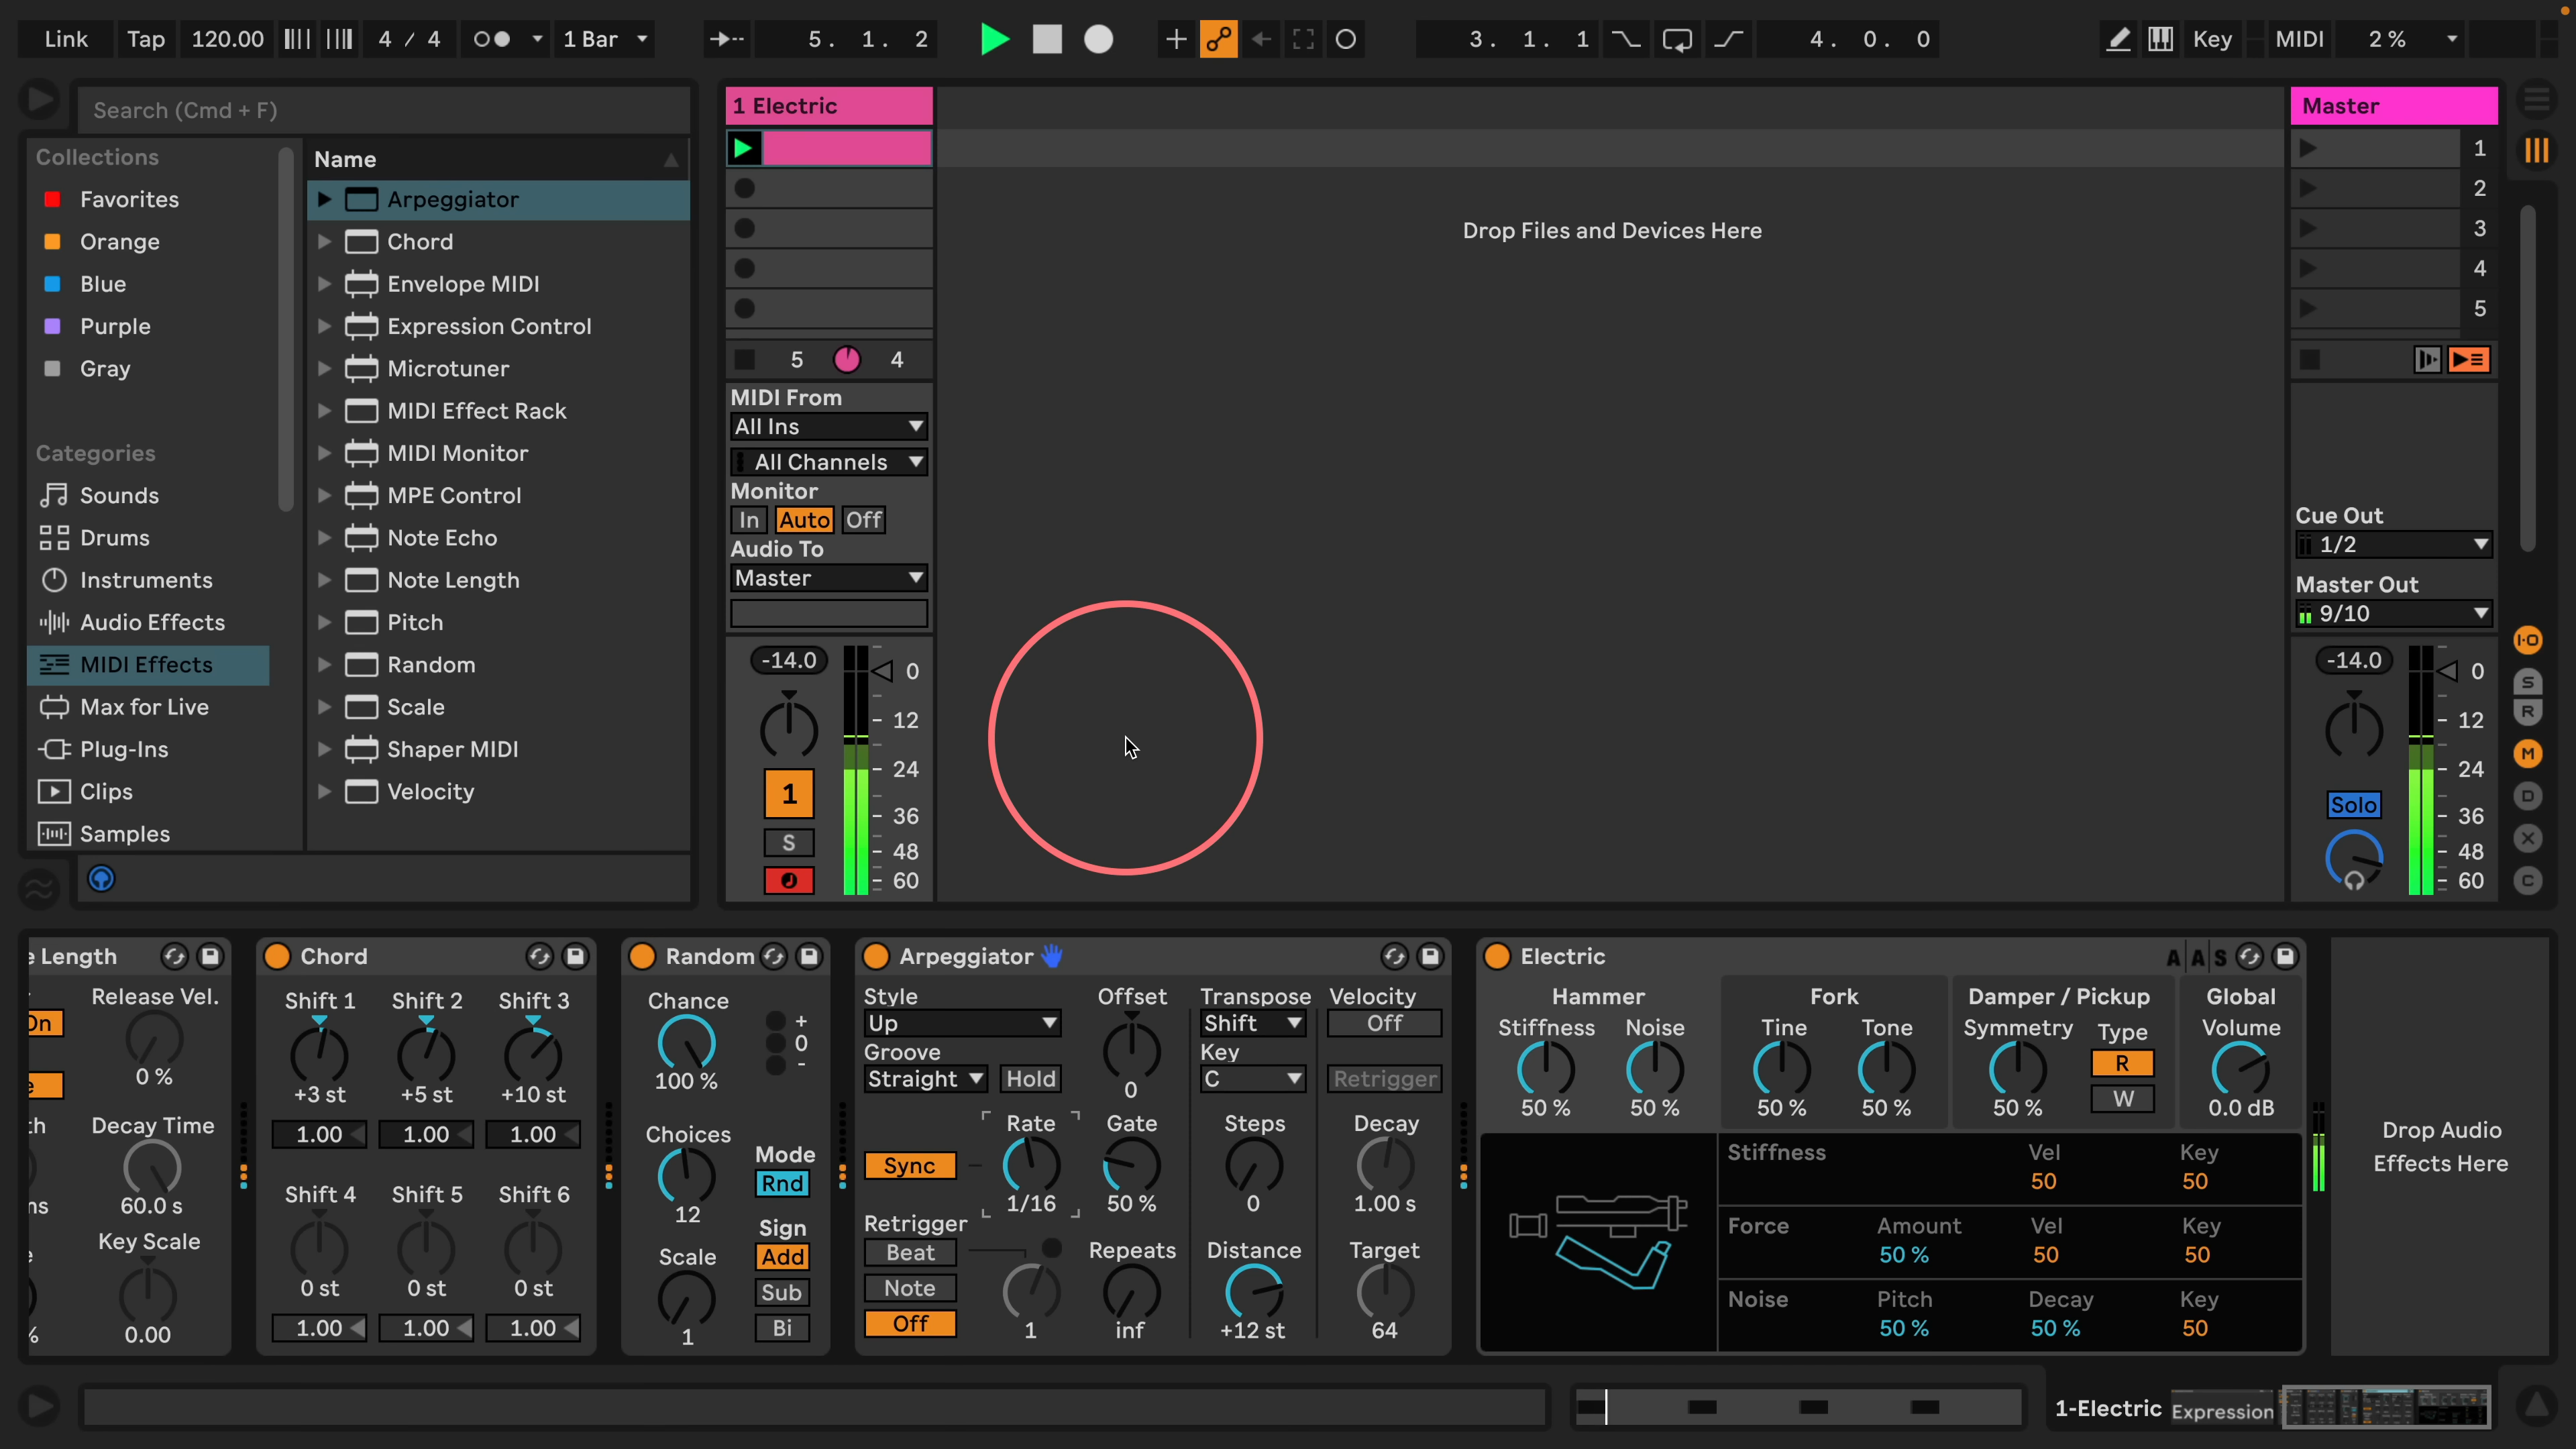 Link Tap 120.00 4 / 4 1 Bar 5. 1. 2 3. 1. 1 4. 0. 0 Key MIDI 2 %
Search (Cmd + F)
Collections
Favorites
Orange
Blue
Purple
Gray
Categories
Sounds
Drums
Instruments
Audio Effects
MIDI Effects
Max for Live
Plug-Ins
Clips
Samples
Name
Arpeggiator
Chord
Envelope MIDI
Expression Control
Microtuner
MIDI Effect Rack
MIDI Monitor
MPE Control
Note Echo
Note Length
Pitch
Random
Scale
Shaper MIDI
Velocity
1 Electric
5 4
MIDI From
All Ins
All Channels
Monitor
In Auto Off
Audio To
Master
-14.0 0
12
24
1
36
S
48
60
Drop Files and Devices Here
Master
1
2
3
4
5
Cue Out
1/2
Master Out
9/10
-14.0 0
12
24
Solo
36
48
60
I·O
S
R
M
D
X
C
e Length
Release Vel.
On
0 %
e
th Decay Time
ns 60.0 s
e Key Scale
% 0.00
Chord
Shift 1 Shift 2 Shift 3
+3 st +5 st +10 st
1.00 1.00 1.00
Shift 4 Shift 5 Shift 6
0 st 0 st 0 st
1.00 1.00 1.00
Random
Chance
+
0
-
100 %
Choices
Mode
Rnd
12
Sign
Scale Add
Sub
1 Bi
Arpeggiator
Style Offset Transpose Velocity
Up Shift Off
Groove Key
Straight Hold 0 C Retrigger
Rate Gate Steps Decay
Sync
1/16 50 % 0 1.00 s
Retrigger
Beat Repeats Distance Target
Note
Off 1 inf +12 st 64
Electric A A S
Hammer Fork Damper / Pickup Global
Stiffness Noise Tine Tone Symmetry Type Volume
R
W
50 % 50 % 50 % 50 % 50 % 0.0 dB
Stiffness Vel Key
50 50
Force Amount Vel Key
50 % 50 50
Noise Pitch Decay Key
50 % 50 % 50
Drop Audio
Effects Here
1-Electric Expression